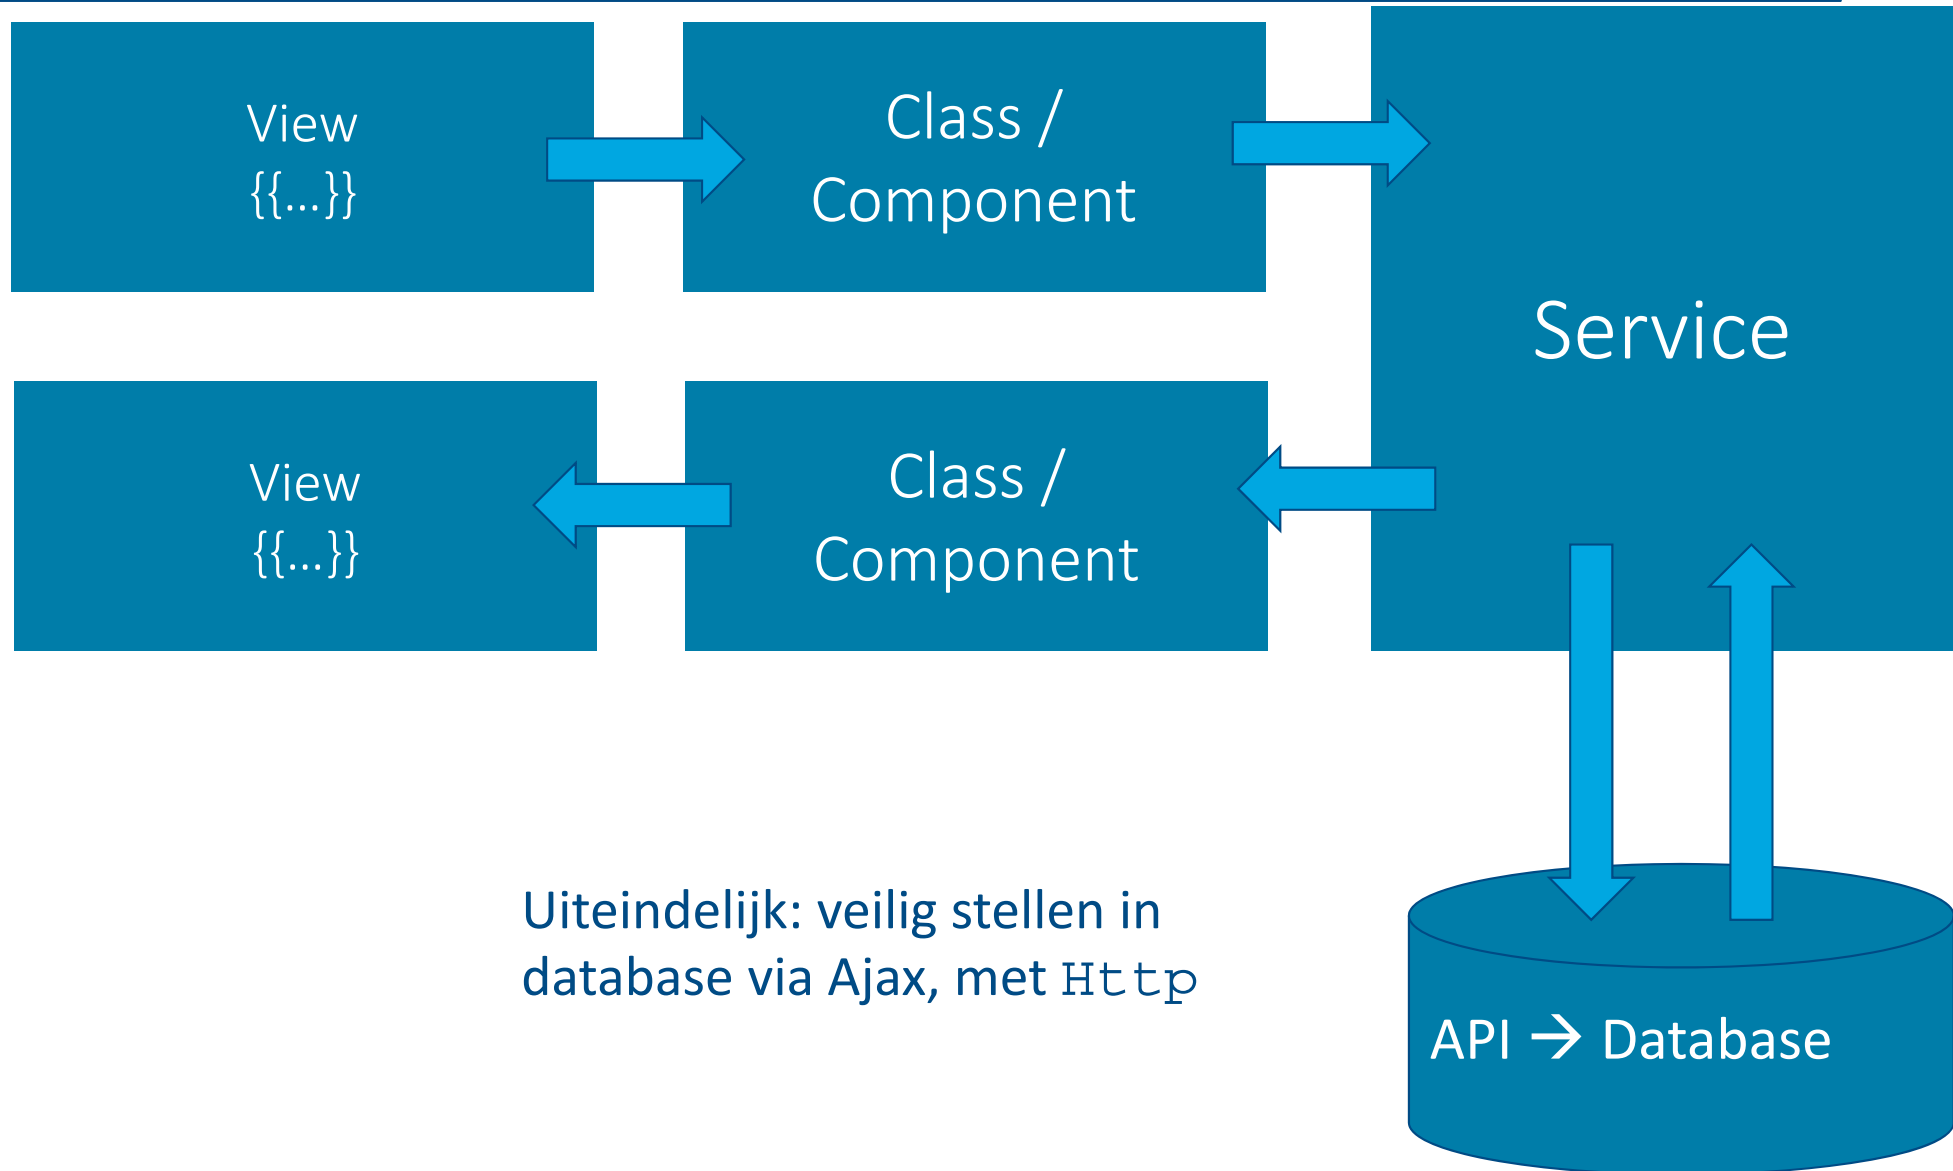 View
{{…}}
Class /
Component
Service
View
{{…}}
Class /
Component
Uiteindelijk: veilig stellen in
database via Ajax, met Http
API → Database